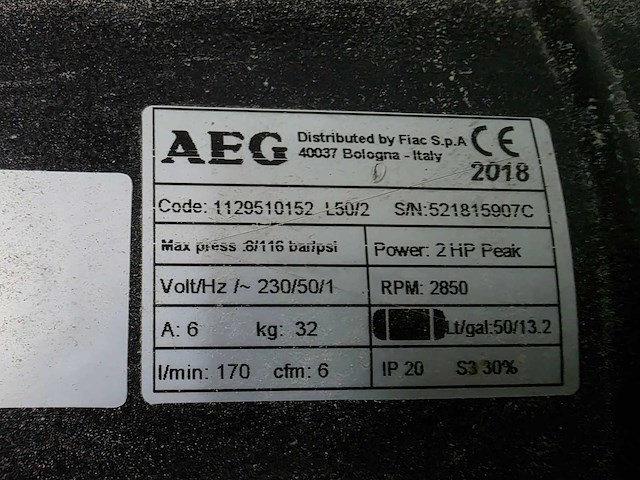 AEG
Distributed by Fiac S.p.A
40037 Bologna - Italy
CE
2018
Code: 1129510152 L50/2 S/N:521815907C
Max press :8/116 bar/psi
Power: 2 HP Peak
Volt/Hz /~ 230/50/1
RPM: 2850
A: 6 kg: 32
Lt/gal:50/13.2
l/min: 170 cfm: 6
IP 20 S3 30%